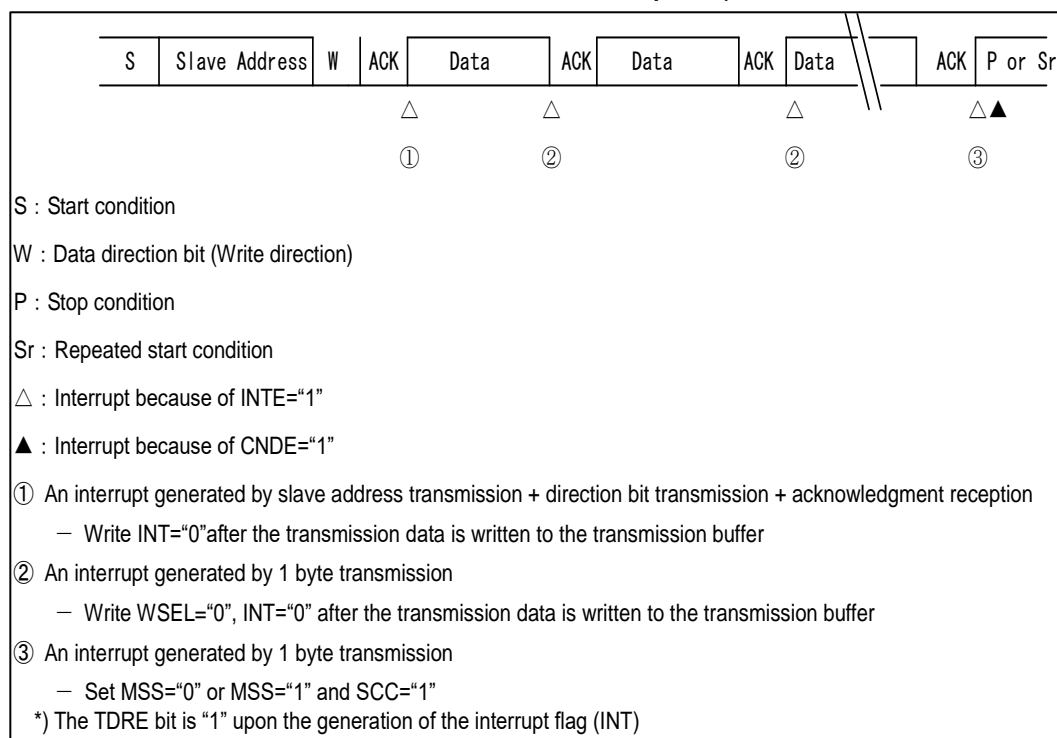 S Slave Address W ACK Data ACK Data ACK Data ACK P or Sr
△ △ △ △▲
① ② ② ③
S : Start condition
W : Data direction bit (Write direction)
P : Stop condition
Sr : Repeated start condition
△ : Interrupt because of INTE=“1”
▲ : Interrupt because of CNDE=“1”
① An interrupt generated by slave address transmission + direction bit transmission + acknowledgment reception
－ Write INT=“0”after the transmission data is written to the transmission buffer
② An interrupt generated by 1 byte transmission
－ Write WSEL=“0”, INT=“0” after the transmission data is written to the transmission buffer
③ An interrupt generated by 1 byte transmission
－ Set MSS=“0” or MSS=“1” and SCC=“1”
*) The TDRE bit is “1” upon the generation of the interrupt flag (INT)